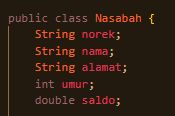 public class Nasabah {
String norek;
String nama;
String alamat;
int umur;
double saldo;